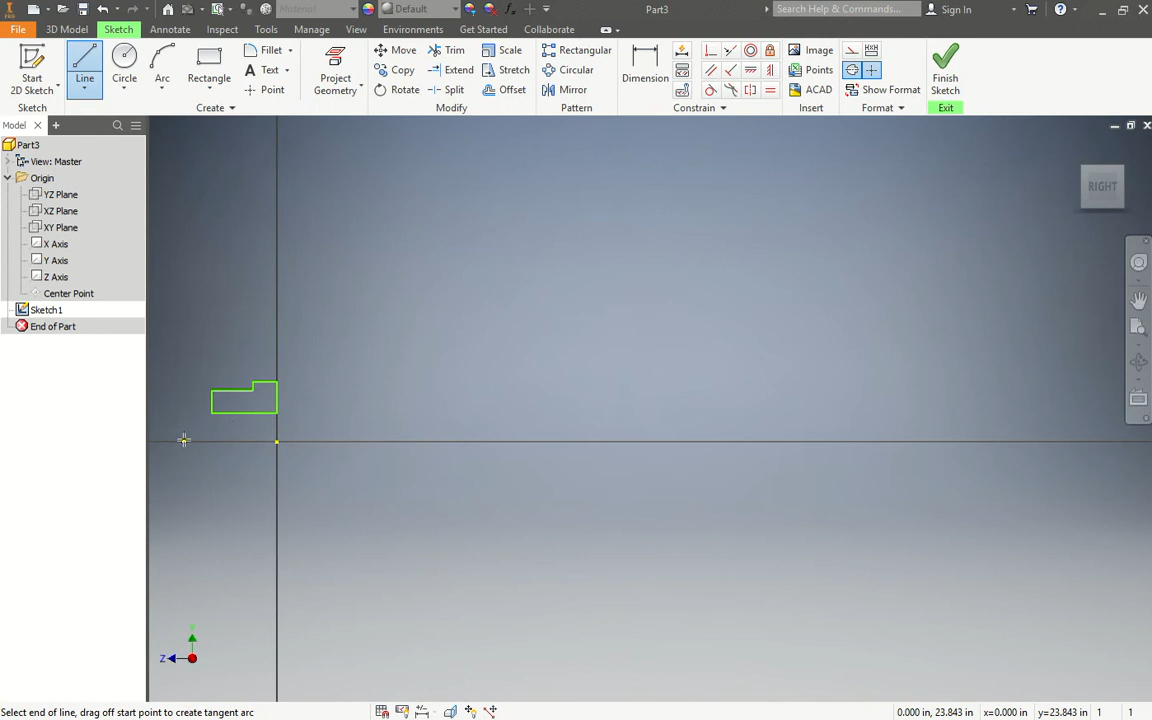 PRO
Material
Default
Part3
Search Help & Commands...
Sign In
File
3D Model
Sketch
Annotate
Inspect
Tools
Manage
View
Environments
Get Started
Collaborate
Start
2D Sketch
Line
Circle
Arc
Rectangle
Fillet
Text
Point
Project
Geometry
Move
Copy
Rotate
Trim
Extend
Split
Scale
Stretch
Offset
Rectangular
Circular
Mirror
Dimension
Image
Points
ACAD
Show Format
Finish
Sketch
Sketch
Create
Modify
Pattern
Constrain
Insert
Format
Exit
Model
Part3
View: Master
Origin
YZ Plane
XZ Plane
XY Plane
X Axis
Y Axis
Z Axis
Center Point
Sketch1
End of Part
RIGHT
Y
Z
Select end of line, drag off start point to create tangent arc
0.000 in, 23.843 in
x=0.000 in
y=23.843 in
1
1